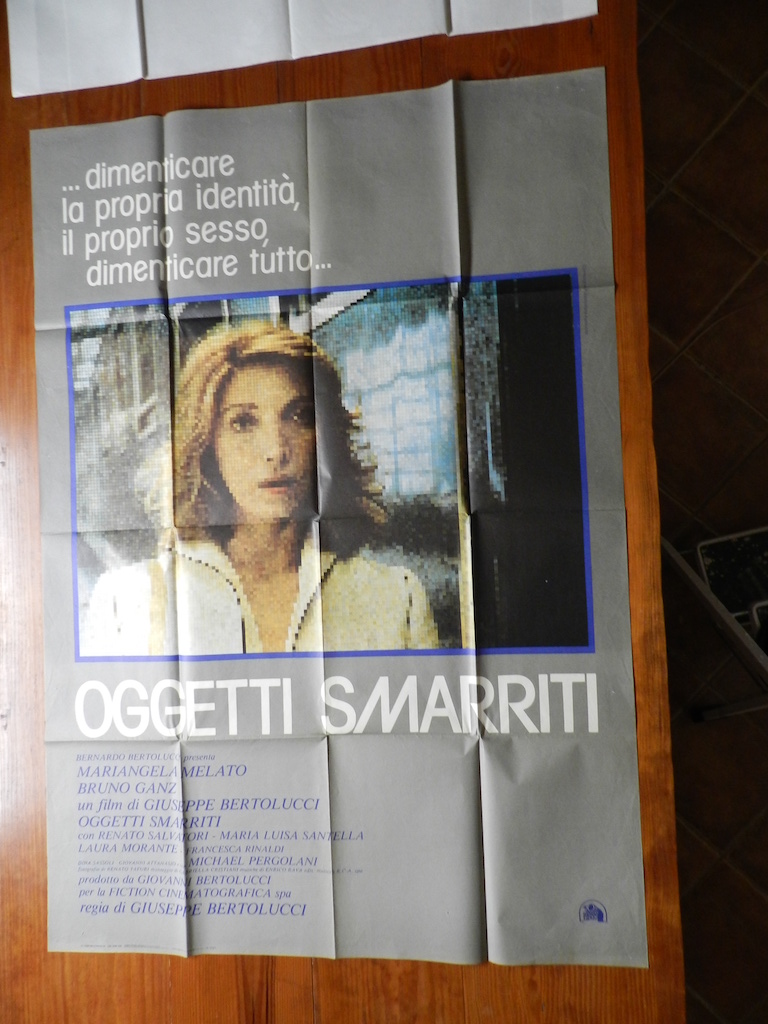 ... dimenticare
la propria identità,
il proprio sesso,
dimenticare tutto...
OGGETTI SMARRITI
BERNARDO BERTOLUCCI presenta
MARIANGELA MELATO
BRUNO GANZ
un film di GIUSEPPE BERTOLUCCI
OGGETTI SMARRITI
con RENATO SALVATORI - MARIA LUISA SANTELLA
LAURA MORANTE FRANCESCA RINALDI
MICHAEL PERGOLANI
prodotto da GIOVANNI BERTOLUCCI
per la FICTION CINEMATOGRAFICA spa
regia di GIUSEPPE BERTOLUCCI